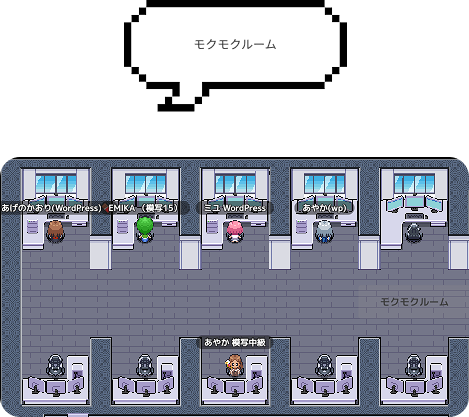 モクモクルーム
あげのかおり(WordPress)
EMIKA （模写15）
ミユ WordPress
あやか(wp)
モクモクルーム
あやか 模写中級